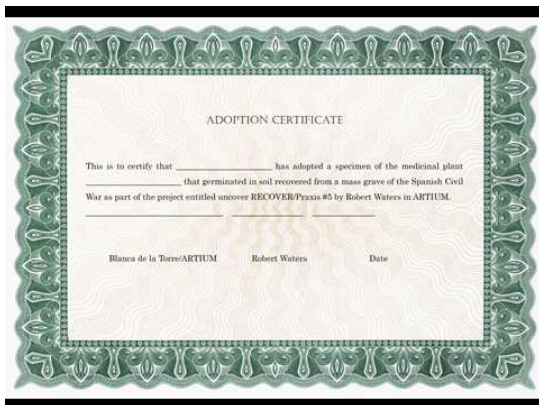 ADOPTION CERTIFICATE
This is to certify that ____________________ has adopted a specimen of the medicinal plant
____________________ that germinated in soil recovered from a mass grave of the Spanish Civil
War as part of the project entitled uncover RECOVER/Praxis #5 by Robert Waters in ARTIUM.
Blanca de la Torre/ARTIUM Robert Waters Date